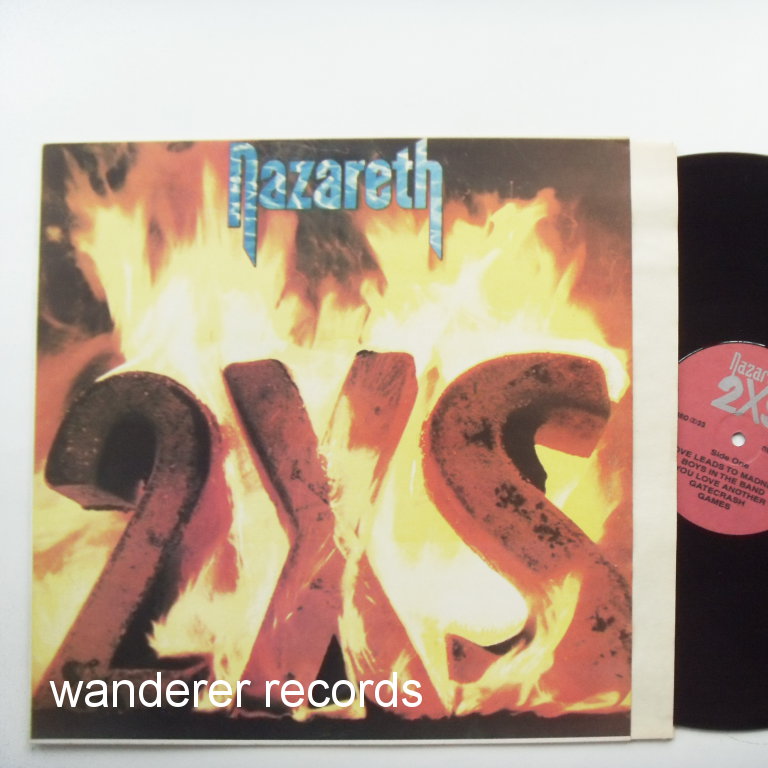 Nazareth
2XS
Nazar
2XS
Side One
OVE LEADS TO MADN
BOYS IN THE BAND
YOU LOVE ANOTHER
GATECRASH
GAMES
wanderer records